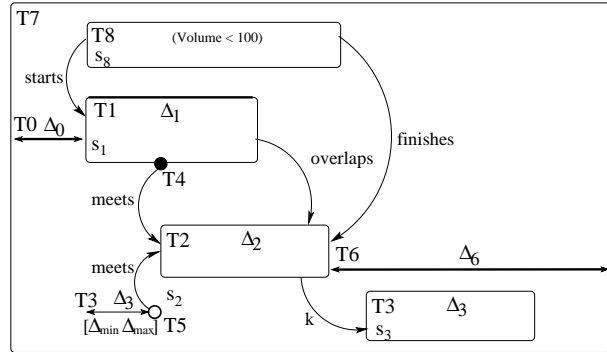 T7
T8 (Volume < 100)
s₈
starts
T1 Δ₁
T0 Δ₀
s₁
overlaps
finishes
T4
meets
T2 Δ₂
T6 Δ₆
meets
s₂
T3 Δ₃
[Δmin Δmax]
T5
k
T3 Δ₃
s₃